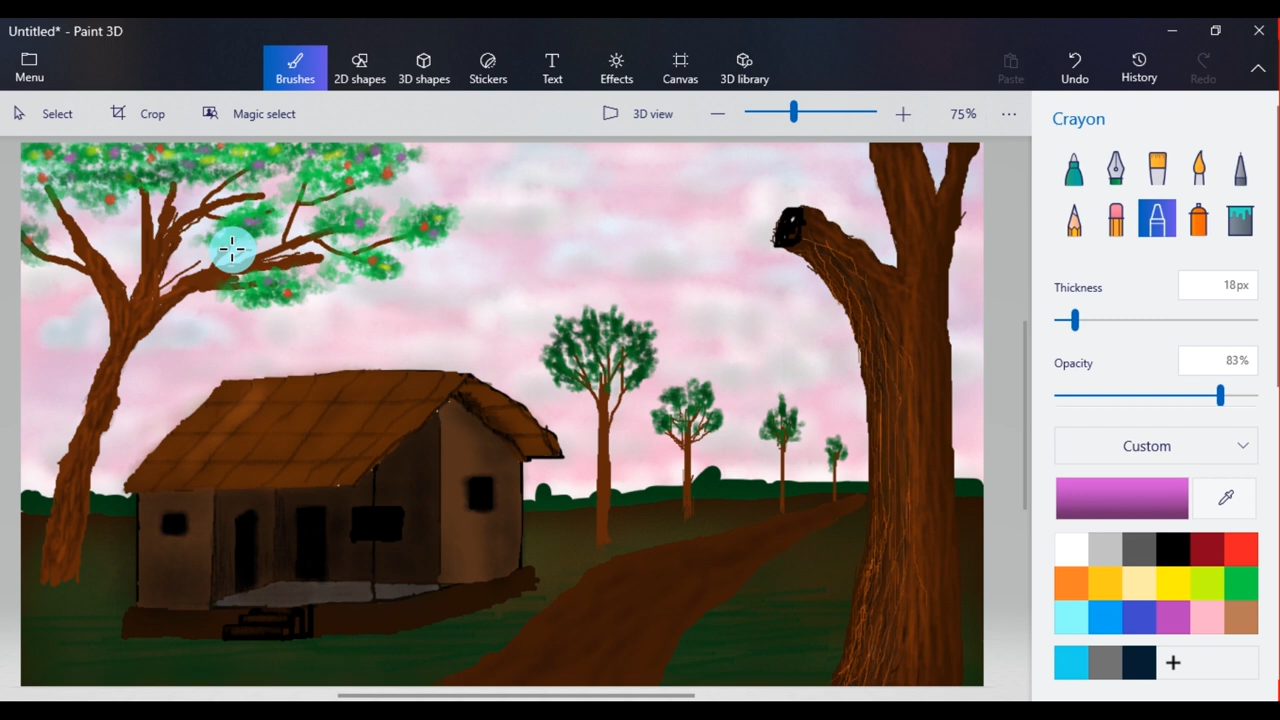 Untitled* - Paint 3D
Menu
Brushes
2D shapes
3D shapes
Stickers
Text
Effects
Canvas
3D library
Paste
Undo
History
Redo
Select
Crop
Magic select
3D view
75%
Crayon
Thickness
18px
Opacity
83%
Custom